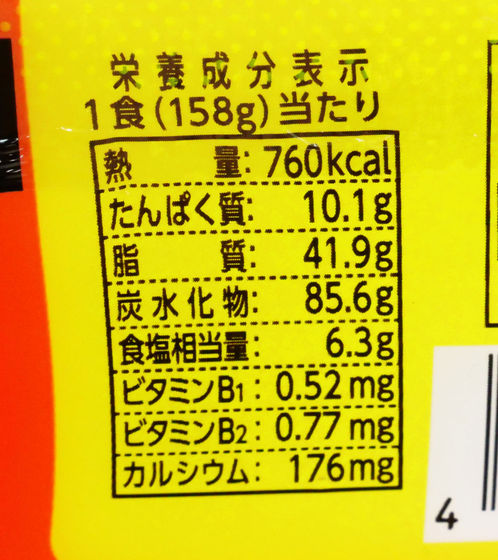 栄養成分表示
1食(158g)当たり
熱量: 760kcal
たんぱく質: 10.1g
脂質: 41.9g
炭水化物: 85.6g
食塩相当量: 6.3g
ビタミンB1: 0.52mg
ビタミンB2: 0.77mg
カルシウム: 176mg
4